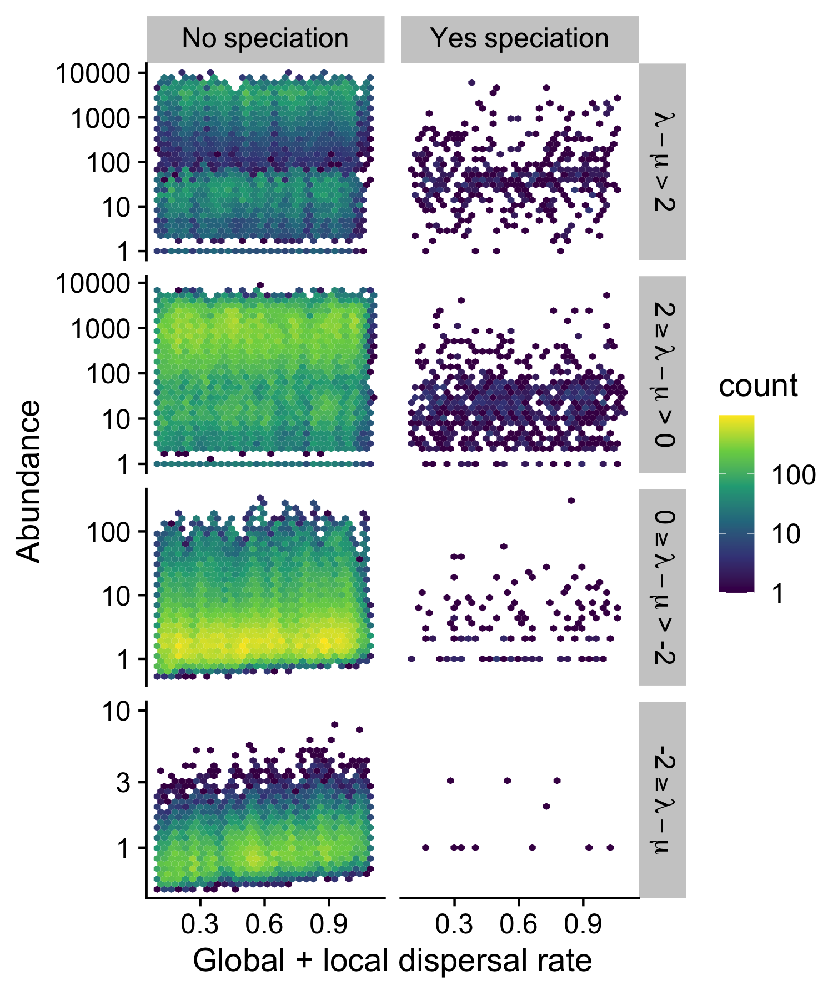 No speciation
Yes speciation
10000
1000
100
10
1
λ − μ > 2
10000
1000
100
10
1
2 ≥ λ − μ > 0
100
10
1
0 ≥ λ − μ > -2
10
3
1
-2 ≥ λ − μ
Abundance
0.3 0.6 0.9
0.3 0.6 0.9
Global + local dispersal rate
count
100
10
1